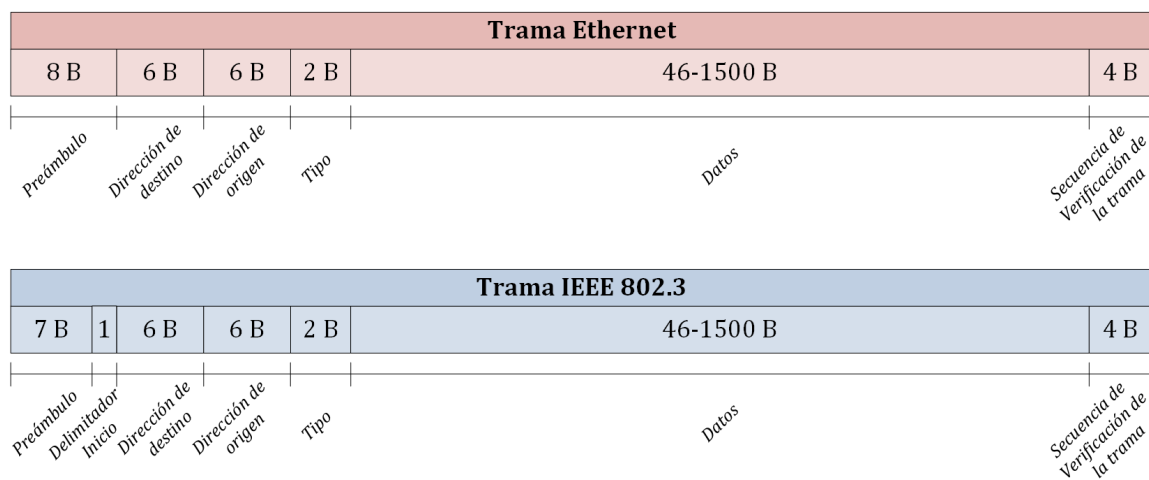 Trama Ethernet
8 B 6 B 6 B 2 B 46-1500 B 4 B
Preámbulo
Dirección de
destino
Dirección de
origen
Tipo
Datos
Secuencia de
Verificación de
la trama
Trama IEEE 802.3
7 B 1 6 B 6 B 2 B 46-1500 B 4 B
Preámbulo
Delimitador
Inicio
Dirección de
destino
Dirección de
origen
Tipo
Datos
Secuencia de
Verificación de
la trama